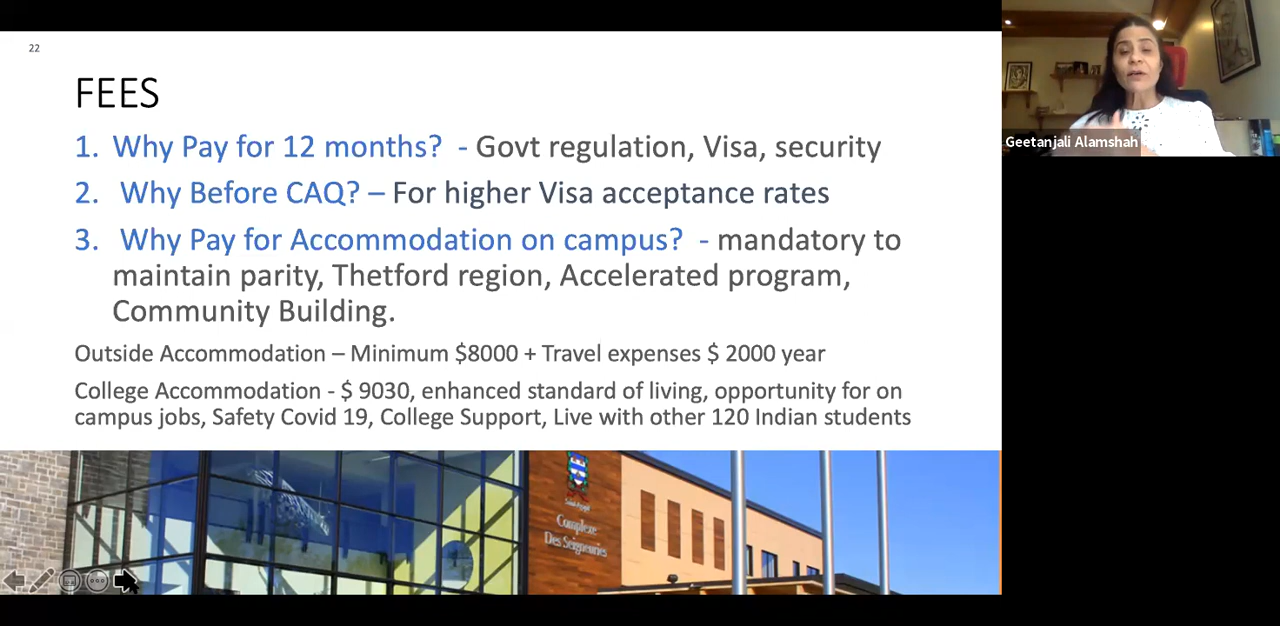 22
FEES
1. Why Pay for 12 months? - Govt regulation, Visa, security
2. Why Before CAQ? – For higher Visa acceptance rates
3. Why Pay for Accommodation on campus? - mandatory to
maintain parity, Thetford region, Accelerated program,
Community Building.
Outside Accommodation – Minimum $8000 + Travel expenses $ 2000 year
College Accommodation - $ 9030, enhanced standard of living, opportunity for on
campus jobs, Safety Covid 19, College Support, Live with other 120 Indian students
Complexe
Des Seigneuries
Geetanjali Alamshah